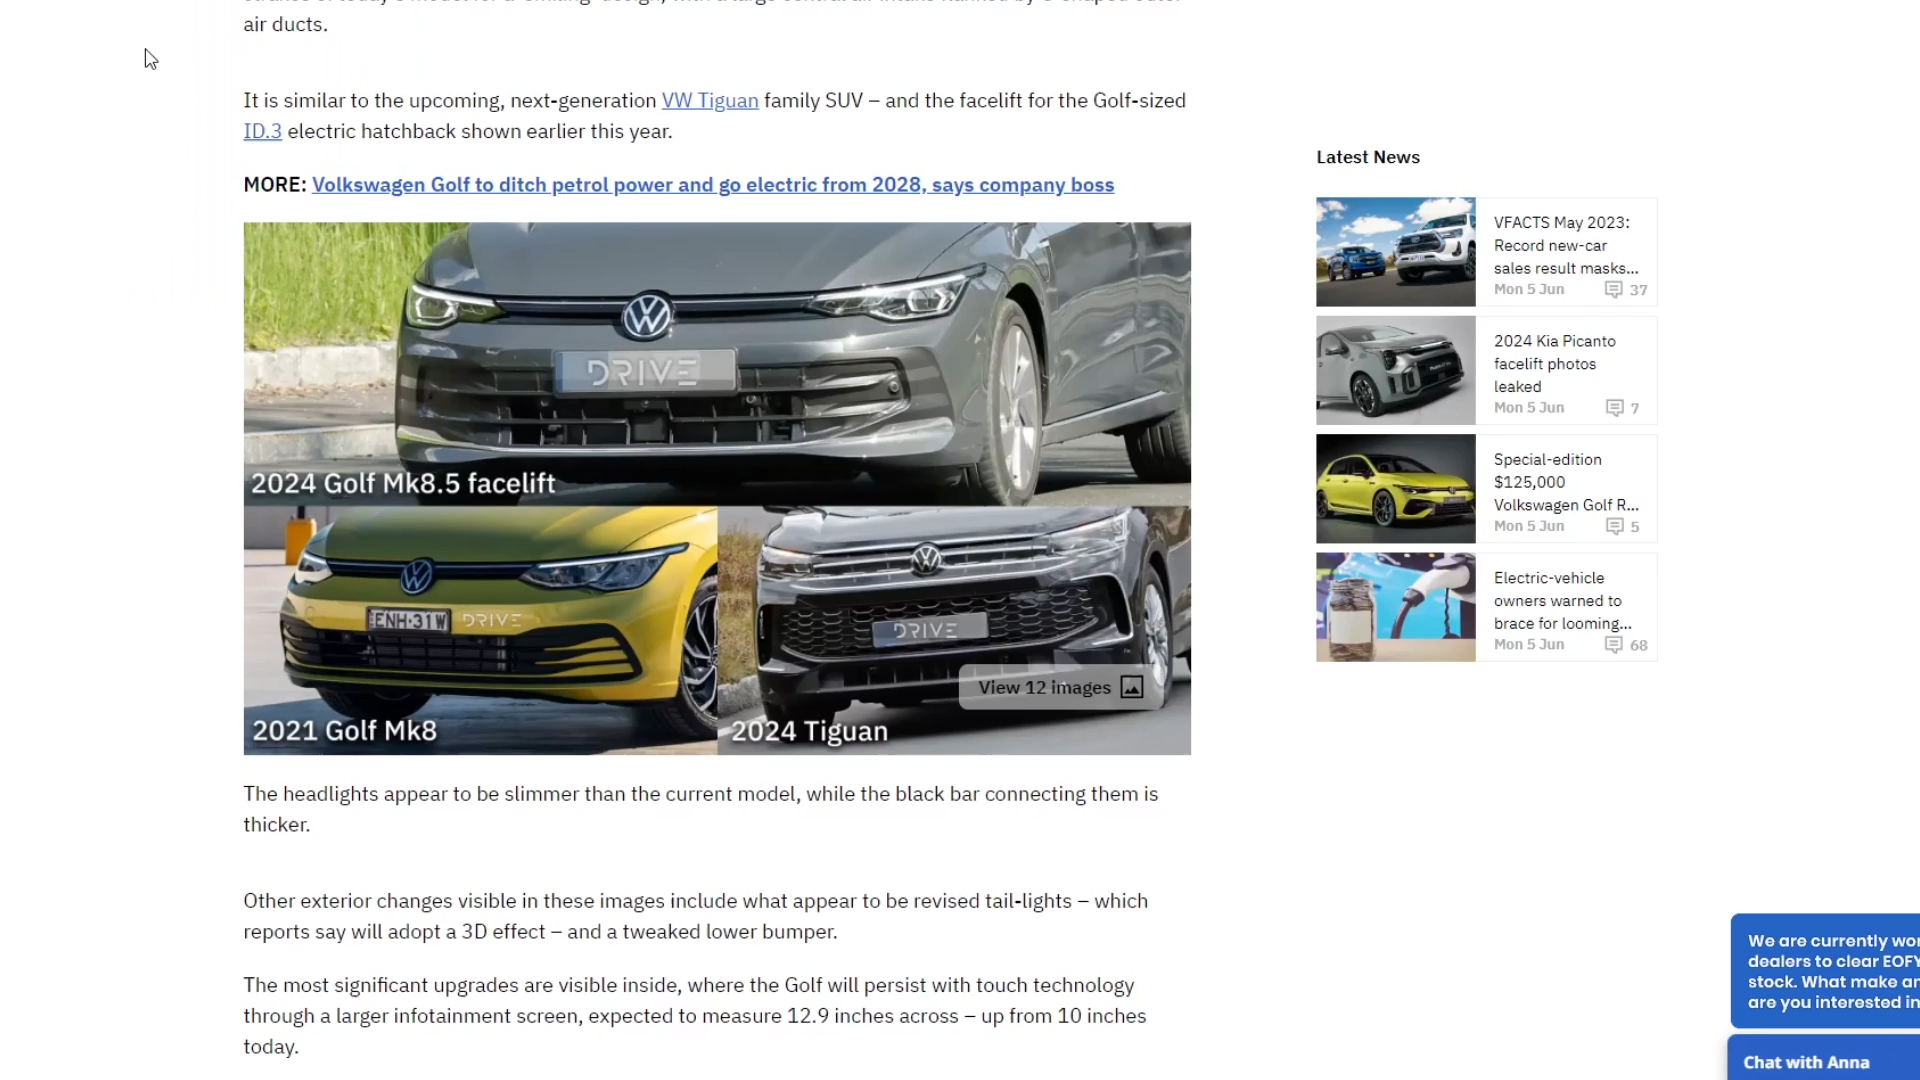 air ducts.
It is similar to the upcoming, next-generation VW Tiguan family SUV – and the facelift for the Golf-sized
ID.3 electric hatchback shown earlier this year.
MORE: Volkswagen Golf to ditch petrol power and go electric from 2028, says company boss
DRIVE
2024 Golf Mk8.5 facelift
ENH·31W DRIVE
DRIVE
View 12 images
2021 Golf Mk8
2024 Tiguan
The headlights appear to be slimmer than the current model, while the black bar connecting them is
thicker.
Other exterior changes visible in these images include what appear to be revised tail-lights – which
reports say will adopt a 3D effect – and a tweaked lower bumper.
The most significant upgrades are visible inside, where the Golf will persist with touch technology
through a larger infotainment screen, expected to measure 12.9 inches across – up from 10 inches
today.
Latest News
VFACTS May 2023:
Record new-car
sales result masks...
Mon 5 Jun 37
2024 Kia Picanto
facelift photos
leaked
Mon 5 Jun 7
Special-edition
$125,000
Volkswagen Golf R...
Mon 5 Jun 5
Electric-vehicle
owners warned to
brace for looming...
Mon 5 Jun 68
We are currently
dealers to clear EOFY
stock. What make
are you interested in
Chat with Anna